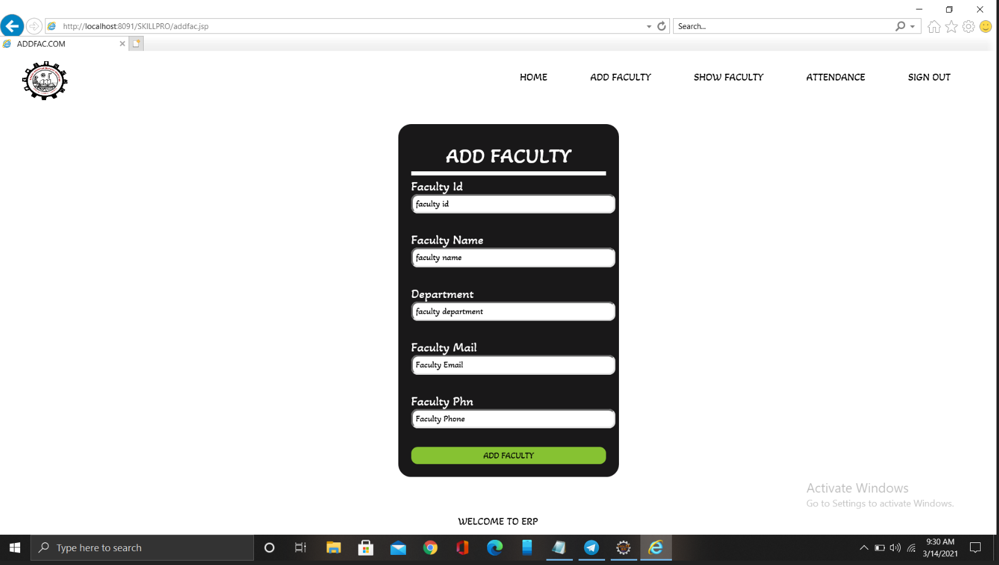 http://localhost:8091/SKILLPRO/addfac.jsp
Search...
ADDFAC.COM
HOME
ADD FACULTY
SHOW FACULTY
ATTENDANCE
SIGN OUT
ADD FACULTY
Faculty Id
faculty id
Faculty Name
faculty name
Department
faculty department
Faculty Mail
Faculty Email
Faculty Phn
Faculty Phone
ADD FACULTY
Activate Windows
Go to Settings to activate Windows.
WELCOME TO ERP
Type here to search
9:30 AM
3/14/2021